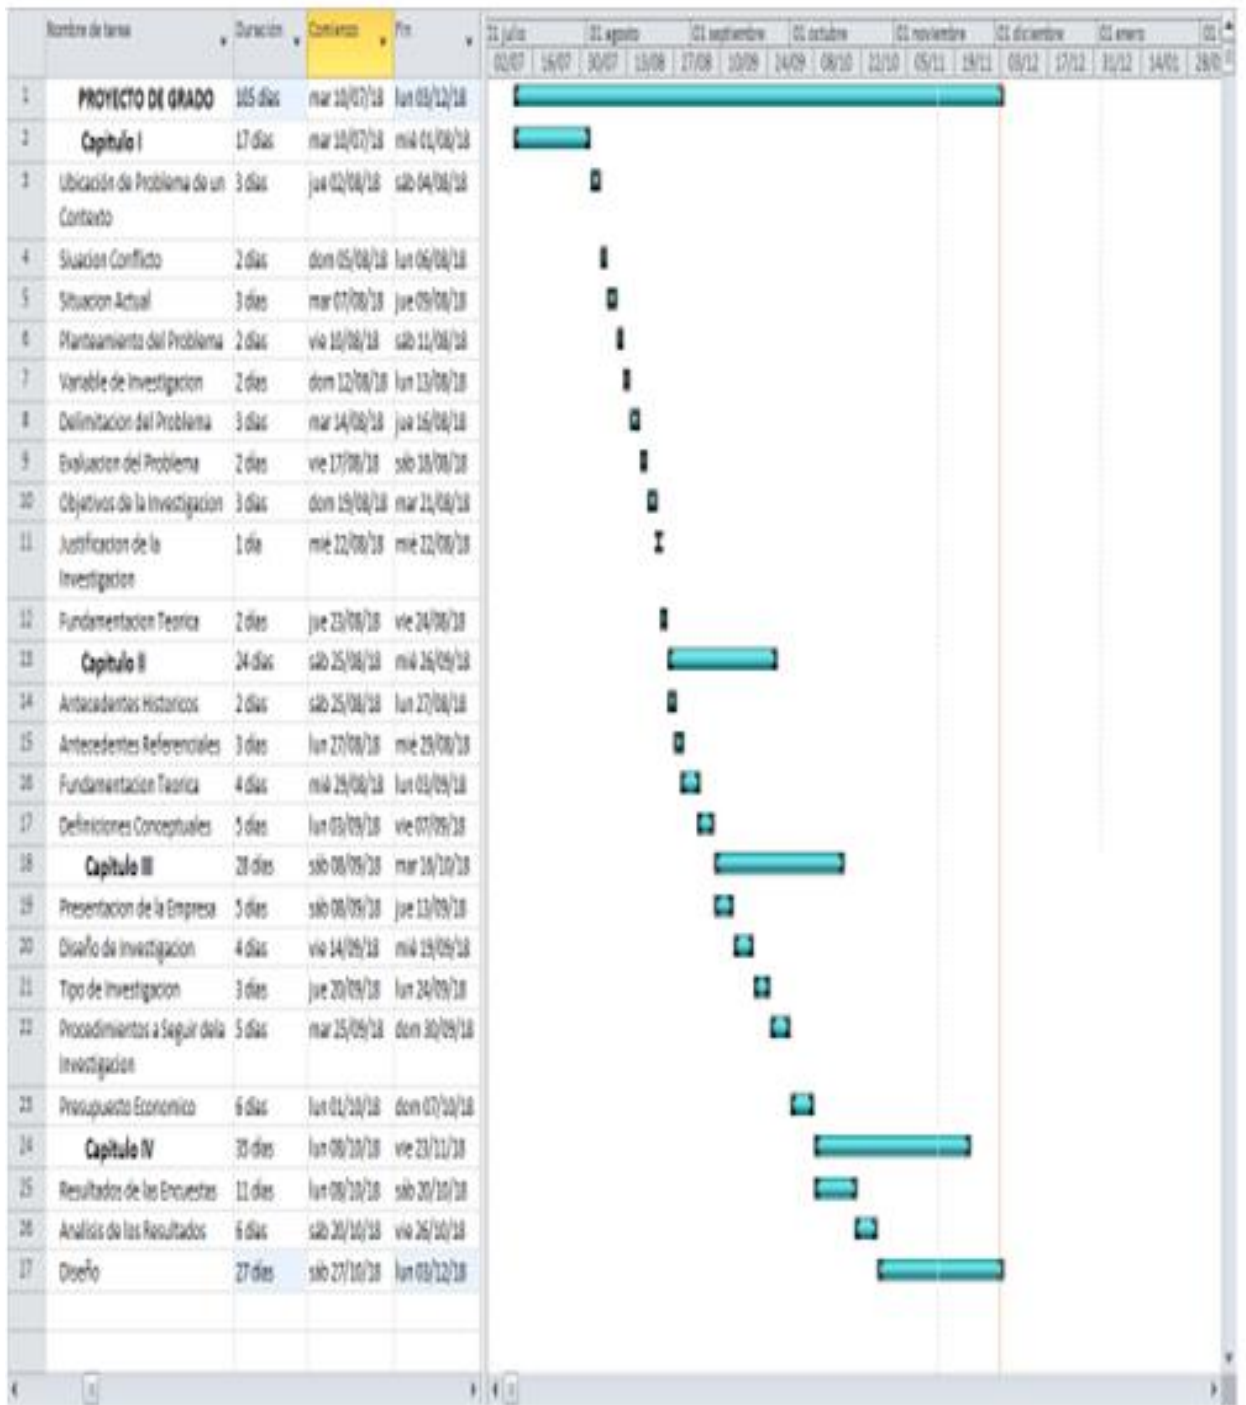 Nombre de tarea Duración Comienzo Fin
01 julio 01 agosto 01 septiembre 01 octubre 01 noviembre 01 diciembre 01 enero 01
02/07 16/07 30/07 13/08 27/08 10/09 24/09 08/10 22/10 05/11 19/11 03/12 17/12 31/12 14/01 28/0
1 PROYECTO DE GRADO 105 días mar 10/07/18 lun 03/12/18
2 Capitulo I 17 días mar 10/07/18 mié 01/08/18
3 Ubicación de Problema de un 3 días jue 02/08/18 sáb 04/08/18
Contexto
4 Siuacion Conflicto 2 días dom 05/08/18 lun 06/08/18
5 Situacion Actual 3 días mar 07/08/18 jue 09/08/18
6 Planteamiento del Problema 2 días vie 10/08/18 sáb 11/08/18
7 Variable de Investigacion 2 días dom 12/08/18 lun 13/08/18
8 Delimitacion del Problema 3 días mar 14/08/18 jue 16/08/18
9 Evaluacion del Problema 2 días vie 17/08/18 sáb 18/08/18
10 Objetivos de la Investigacion 3 días dom 19/08/18 mar 21/08/18
11 Justificacion de la 1 día mié 22/08/18 mié 22/08/18
Investigacion
12 Fundamentacion Teorica 2 días jue 23/08/18 vie 24/08/18
13 Capitulo II 24 días sáb 25/08/18 mié 26/09/18
14 Antecedentes Historicos 2 días sáb 25/08/18 lun 27/08/18
15 Antecedentes Referenciales 3 días lun 27/08/18 mié 29/08/18
16 Fundamentacion Teorica 4 días mié 29/08/18 lun 03/09/18
17 Definiciones Conceptuales 5 días lun 03/09/18 vie 07/09/18
18 Capitulo III 28 días sáb 08/09/18 mar 16/10/18
19 Presentacion de la Empresa 5 días sáb 08/09/18 jue 13/09/18
20 Diseño de Investigacion 4 días vie 14/09/18 mié 19/09/18
21 Tipo de Investigacion 3 días jue 20/09/18 lun 24/09/18
22 Procedimientos a Seguir dela 5 días mar 25/09/18 dom 30/09/18
Investigacion
23 Presupuesto Economico 6 días lun 01/10/18 dom 07/10/18
24 Capitulo IV 35 días lun 08/10/18 vie 23/11/18
25 Resultados de las Encuestas 11 días lun 08/10/18 sáb 20/10/18
26 Analisis de los Resultados 6 días sáb 20/10/18 vie 26/10/18
27 Diseño 27 días sáb 27/10/18 lun 03/12/18